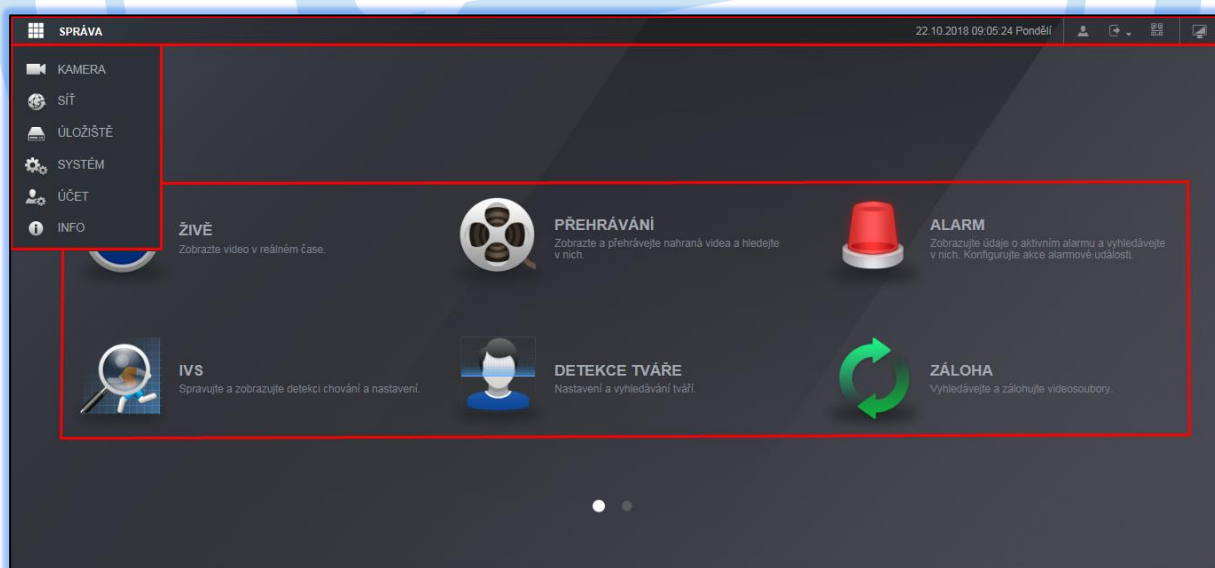 SPRÁVA
22.10.2018 09:05:24 Pondělí
KAMERA
SÍŤ
ÚLOŽIŠTĚ
SYSTÉM
ÚČET
INFO
ŽIVĚ
Zobrazte video v reálném čase.
PŘEHRÁVÁNÍ
Zobrazte a přehrávejte nahraná videa a hledejte
v nich.
ALARM
Zobrazujte údaje o aktivním alarmu a vyhledávejte
v nich. Konfigurujte akce alarmové události.
IVS
Spravujte a zobrazujte detekci chování a nastavení.
DETEKCE TVÁŘE
Nastavení a vyhledávání tváří.
ZÁLOHA
Vyhledávejte a zálohujte videosoubory.